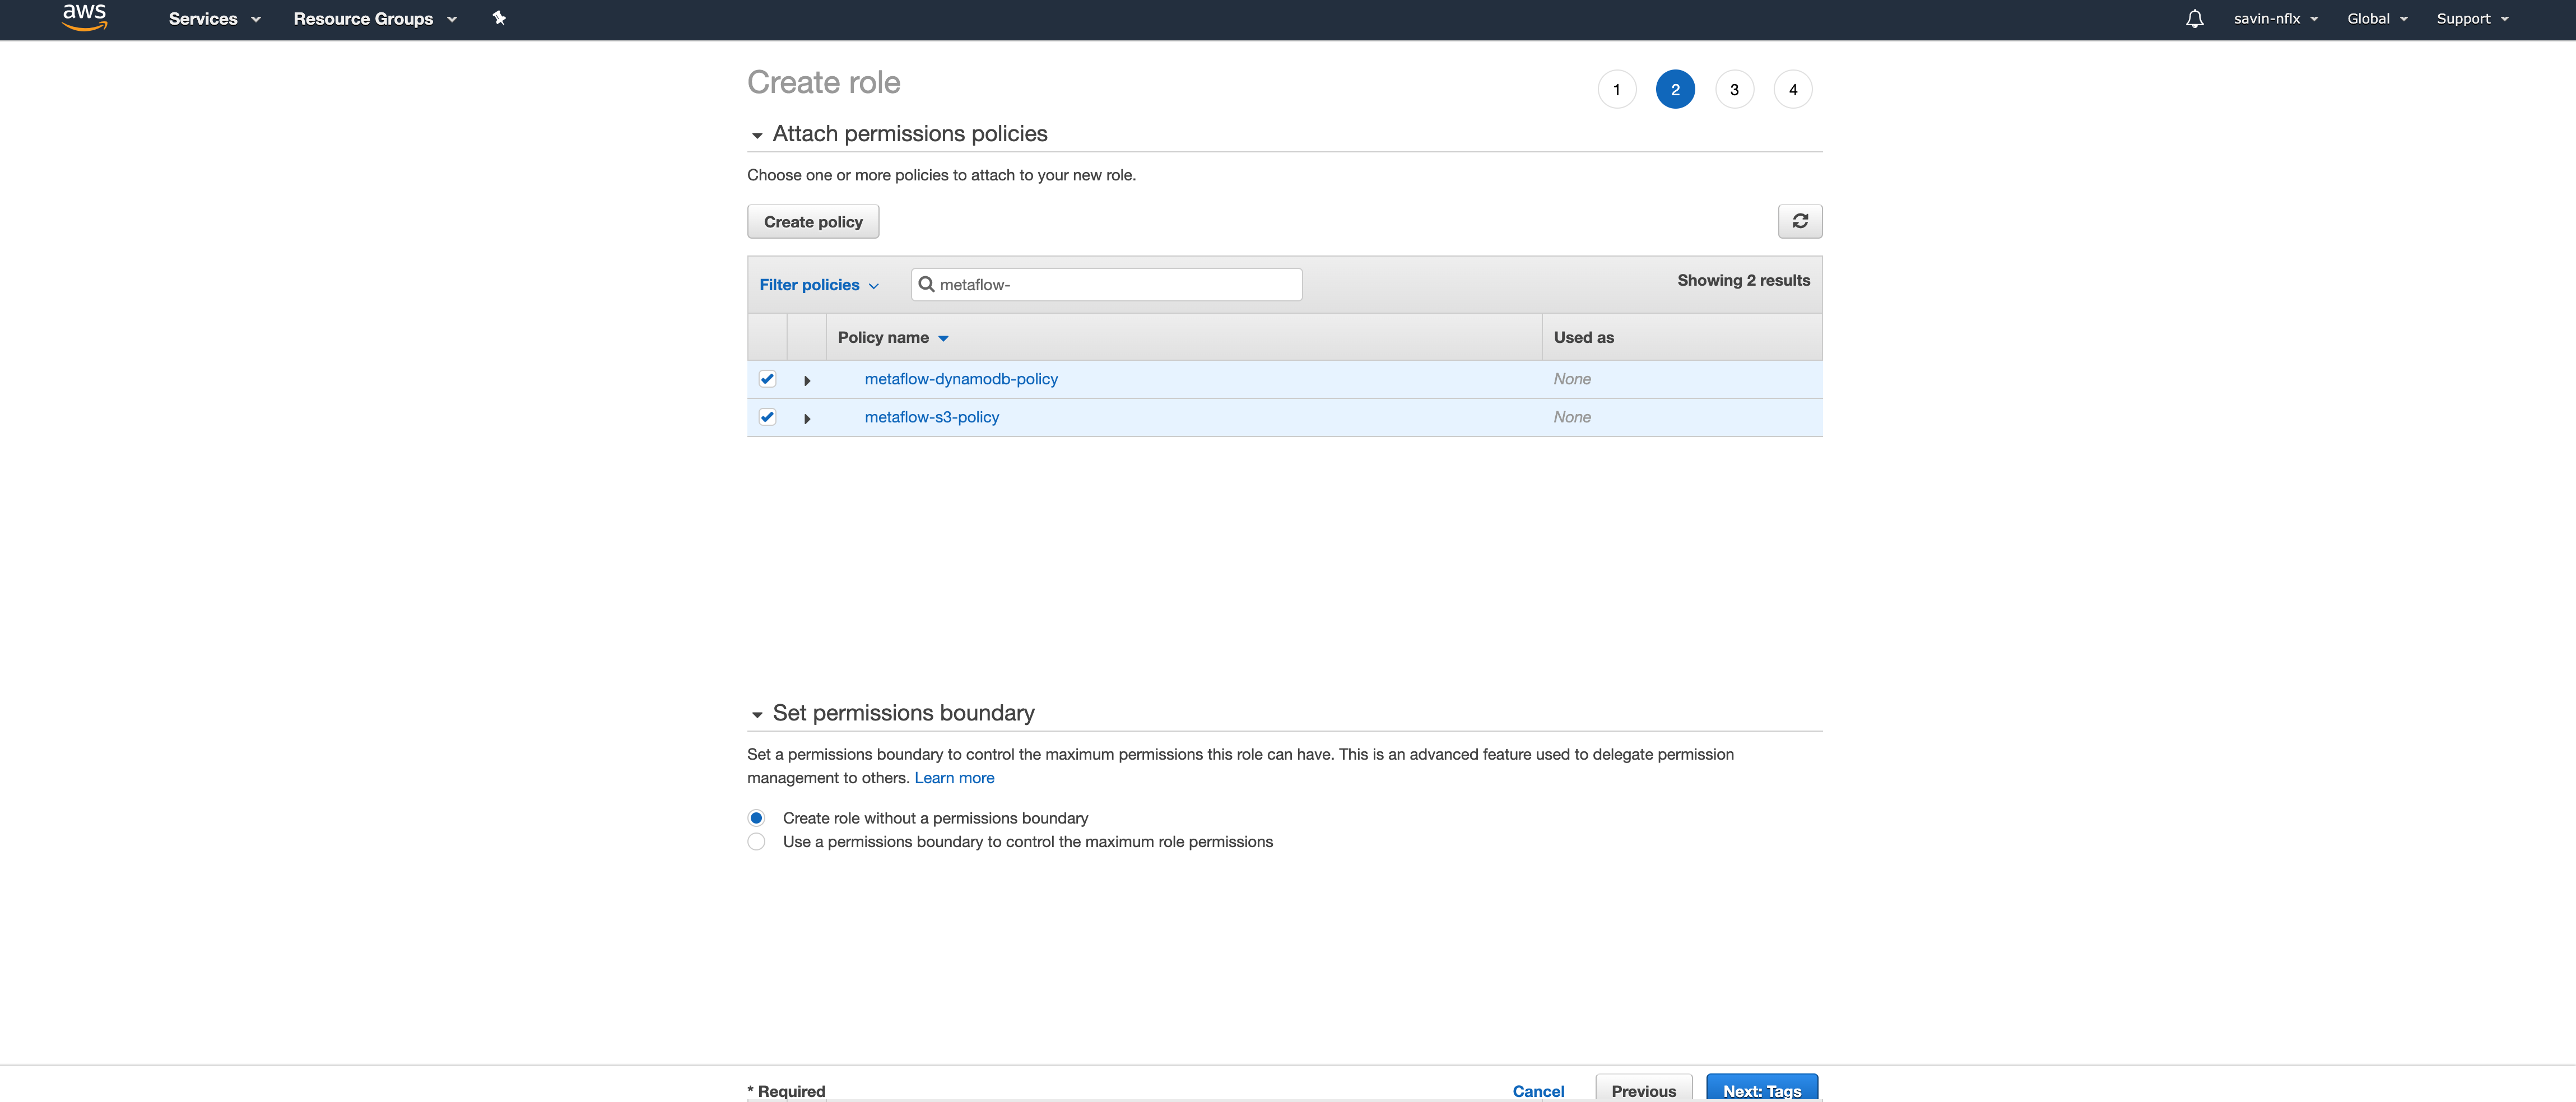 aws Services Resource Groups savin-nflx Global Support
Create role 1 2 3 4
Attach permissions policies
Choose one or more policies to attach to your new role.
Create policy
Filter policies metaflow- Showing 2 results
Policy name Used as
metaflow-dynamodb-policy None
metaflow-s3-policy None
Set permissions boundary
Set a permissions boundary to control the maximum permissions this role can have. This is an advanced feature used to delegate permission
management to others. Learn more
Create role without a permissions boundary
Use a permissions boundary to control the maximum role permissions
* Required Cancel Previous Next: Tags